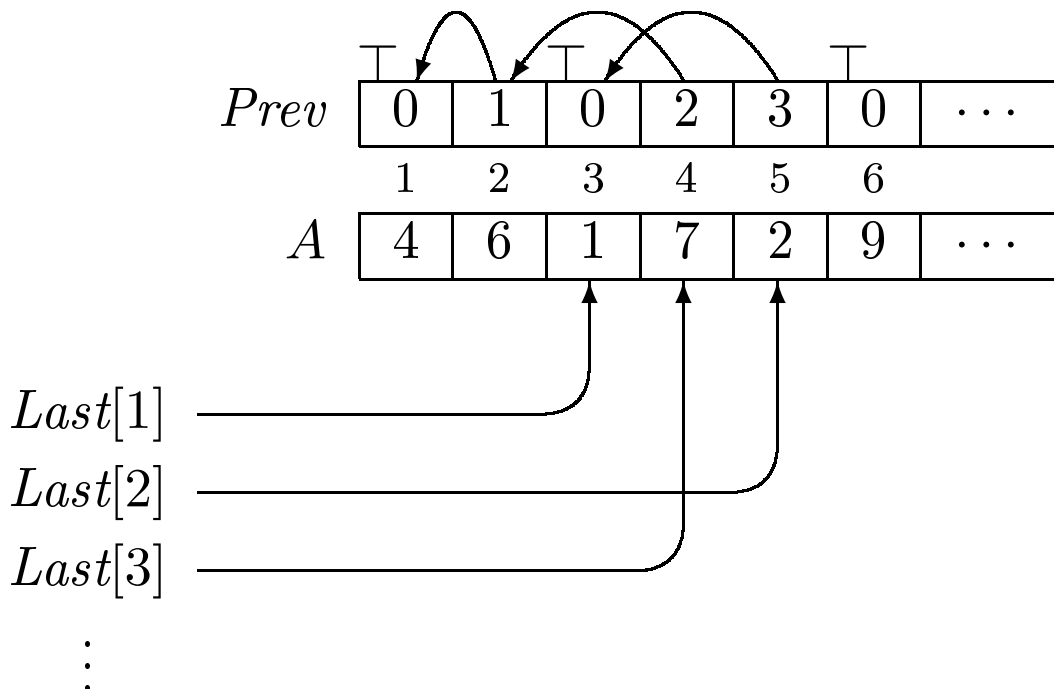 Prev 0 1 0 2 3 0 ···
1 2 3 4 5 6
A 4 6 1 7 2 9 ···
Last[1]
Last[2]
Last[3]
⋮